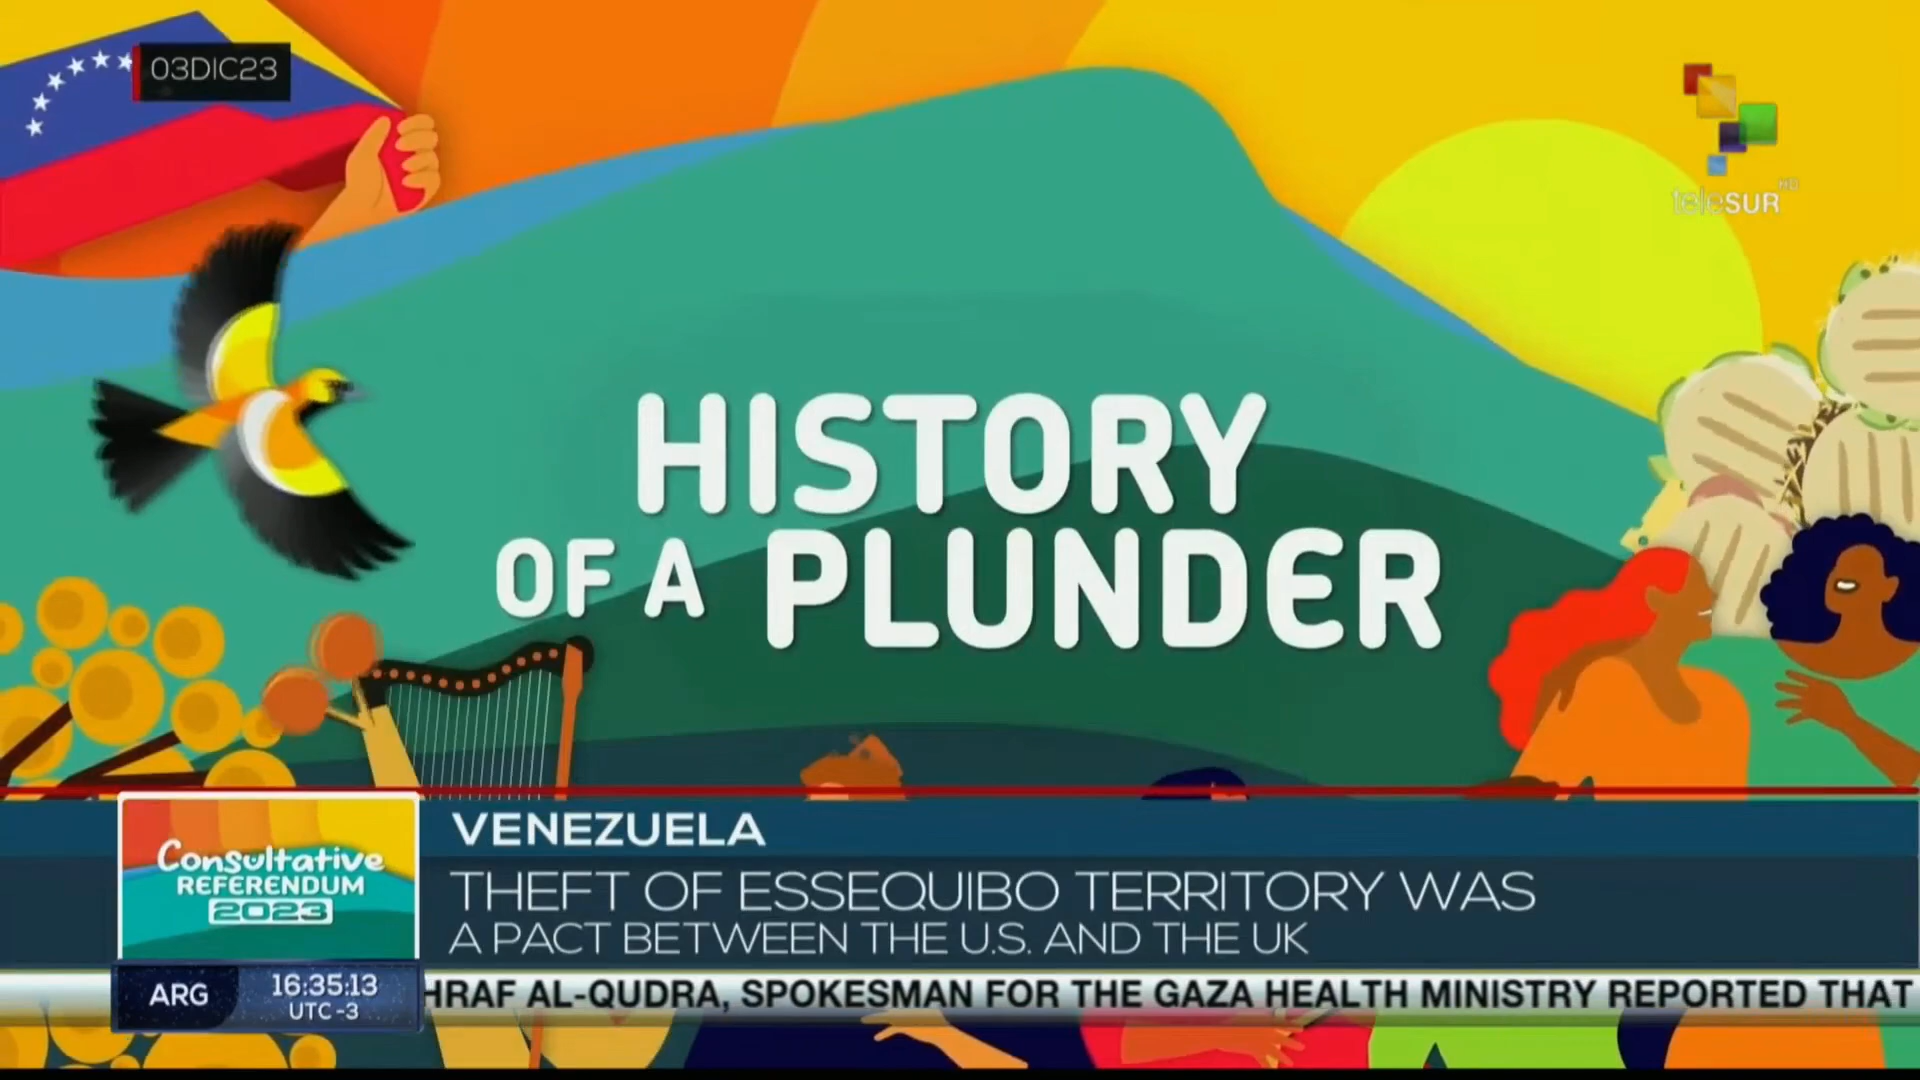 03DIC23
teleSUR HD
HISTORY
OF A PLUNDER
Consultative
REFERENDUM
2023
VENEZUELA
THEFT OF ESSEQUIBO TERRITORY WAS
A PACT BETWEEN THE U.S. AND THE UK
ARG
16:35:13
UTC -3
HRAF AL-QUDRA, SPOKESMAN FOR THE GAZA HEALTH MINISTRY REPORTED THAT